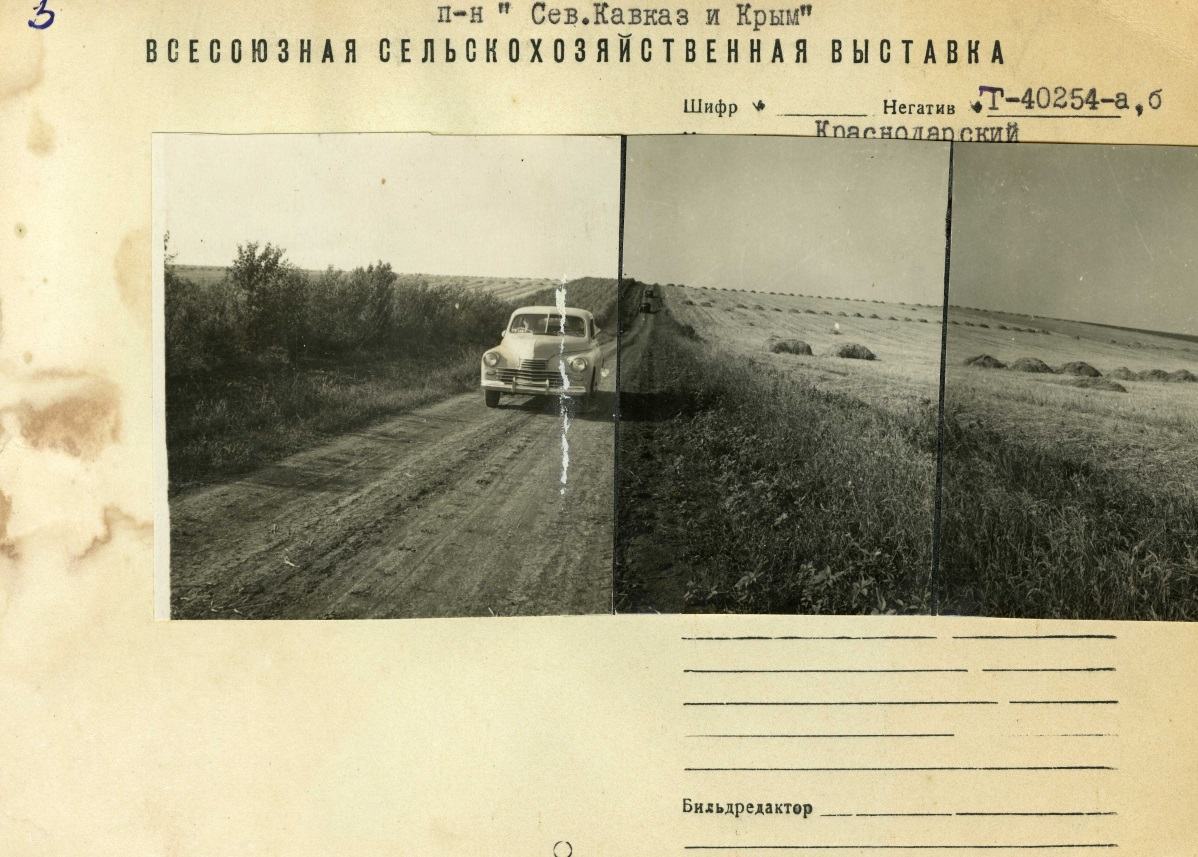 3
п-н " Сев.Кавказ и Крым"
ВСЕСОЮЗНАЯ СЕЛЬСКОХОЗЯЙСТВЕННАЯ ВЫСТАВКА
Шифр Негатив Т-40254-а,б
Краснодарский
Бильдредактор